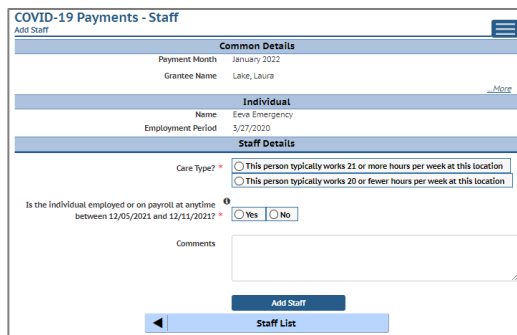 COVID-19 Payments - Staff
Add Staff
Common Details
Payment Month January 2022
Grantee Name Lake, Laura
...More
Individual
Name Eeva Emergency
Employment Period 3/27/2020
Staff Details
Care Type? * This person typically works 21 or more hours per week at this location
This person typically works 20 or fewer hours per week at this location
Is the individual employed or on payroll at anytime
between 12/05/2021 and 12/11/2021? * Yes No
Comments
Add Staff
Staff List